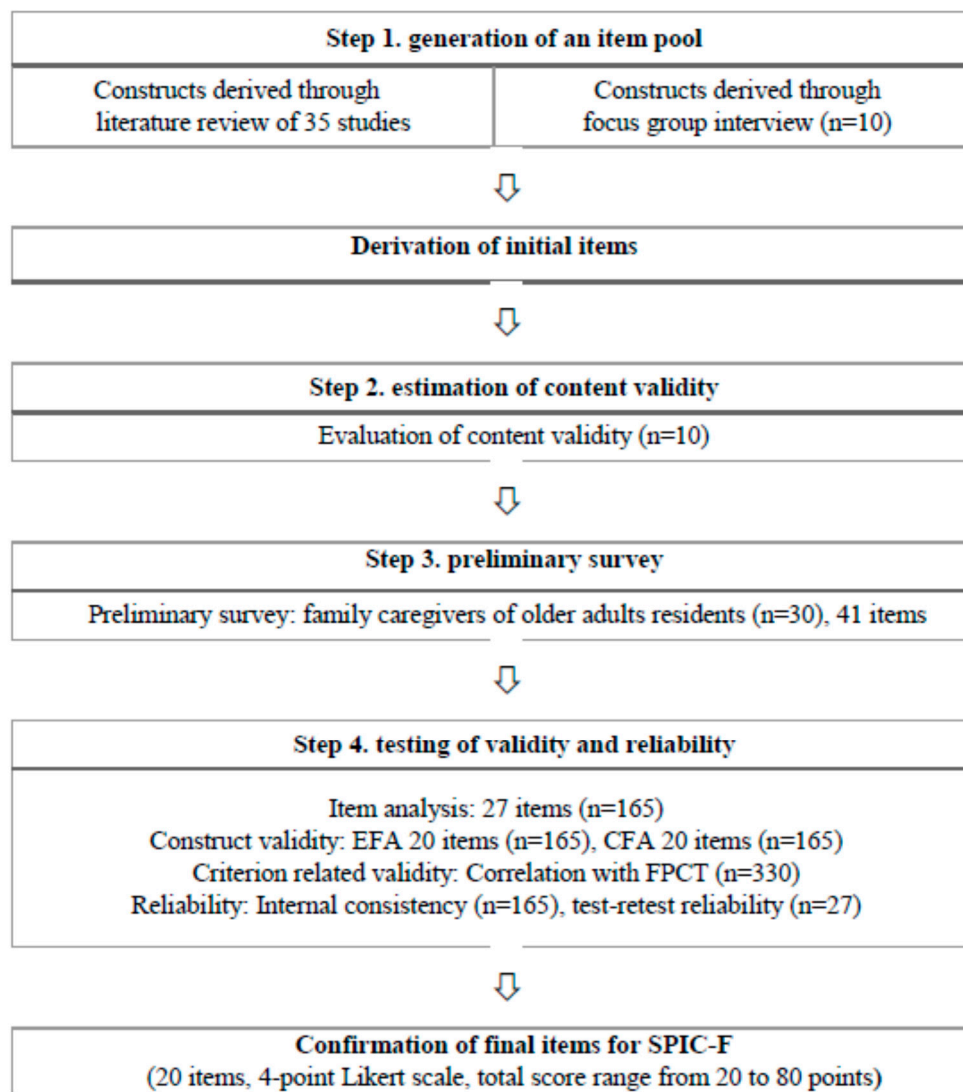 Step 1. generation of an item pool
Constructs derived through
literature review of 35 studies
Constructs derived through
focus group interview (n=10)
Derivation of initial items
Step 2. estimation of content validity
Evaluation of content validity (n=10)
Step 3. preliminary survey
Preliminary survey: family caregivers of older adults residents (n=30), 41 items
Step 4. testing of validity and reliability
Item analysis: 27 items (n=165)
Construct validity: EFA 20 items (n=165), CFA 20 items (n=165)
Criterion related validity: Correlation with FPCT (n=330)
Reliability: Internal consistency (n=165), test-retest reliability (n=27)
Confirmation of final items for SPIC-F
(20 items, 4-point Likert scale, total score range from 20 to 80 points)